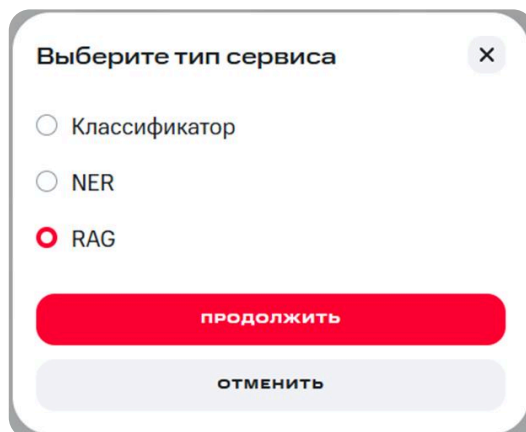 Выберите тип сервиса
Классификатор
NER
RAG
ПРОДОЛЖИТЬ
ОТМЕНИТЬ